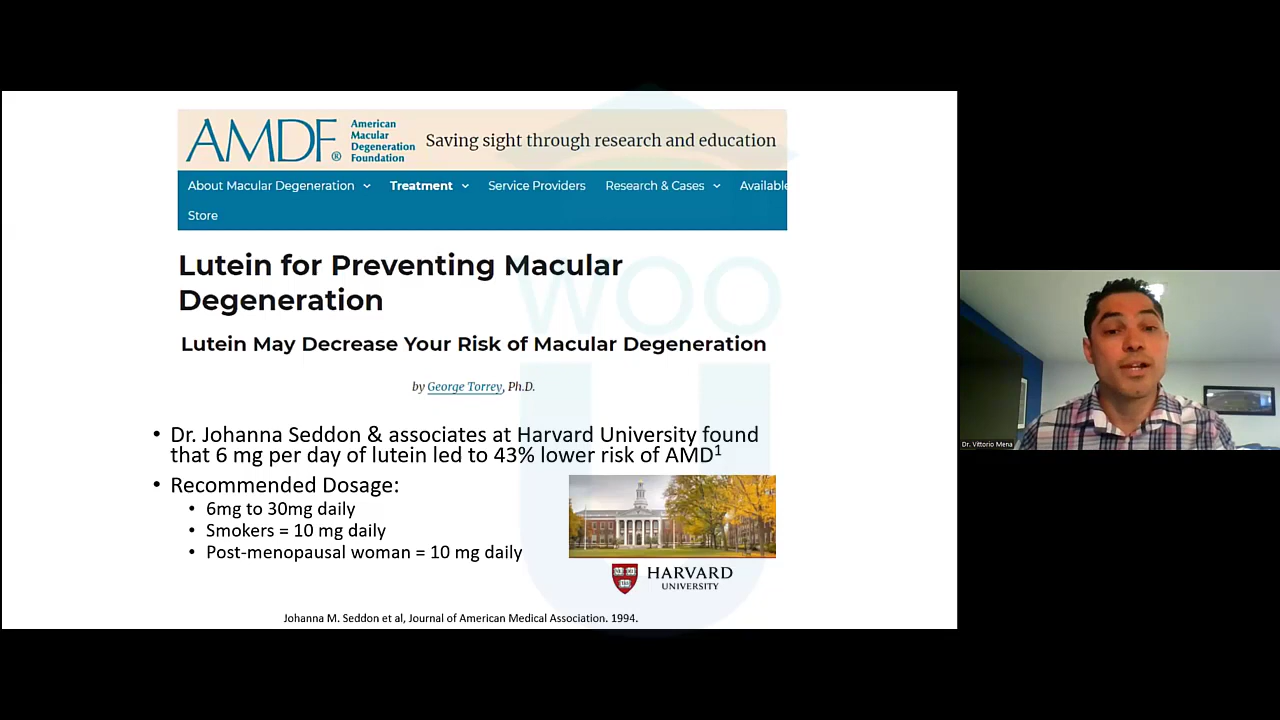 AMDF®
American
Macular
Degeneration
Foundation
Saving sight through research and education
About Macular Degeneration Treatment Service Providers Research & Cases Available
Store
Lutein for Preventing Macular
Degeneration
Lutein May Decrease Your Risk of Macular Degeneration
by George Torrey, Ph.D.
WOO
U
• Dr. Johanna Seddon & associates at Harvard University found
that 6 mg per day of lutein led to 43% lower risk of AMD¹
• Recommended Dosage:
• 6mg to 30mg daily
• Smokers = 10 mg daily
• Post-menopausal woman = 10 mg daily
HARVARD
UNIVERSITY
Johanna M. Seddon et al, Journal of American Medical Association. 1994.
Dr. Vittorio Mena